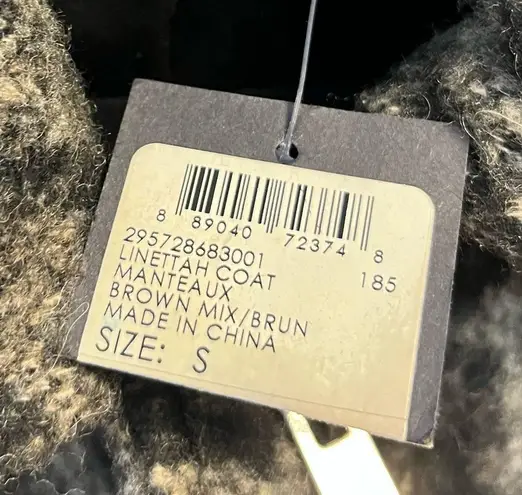 8 89040 72374 8
295728683001
LINETTAH COAT 185
MANTEAUX
BROWN MIX/BRUN
MADE IN CHINA
SIZE: S